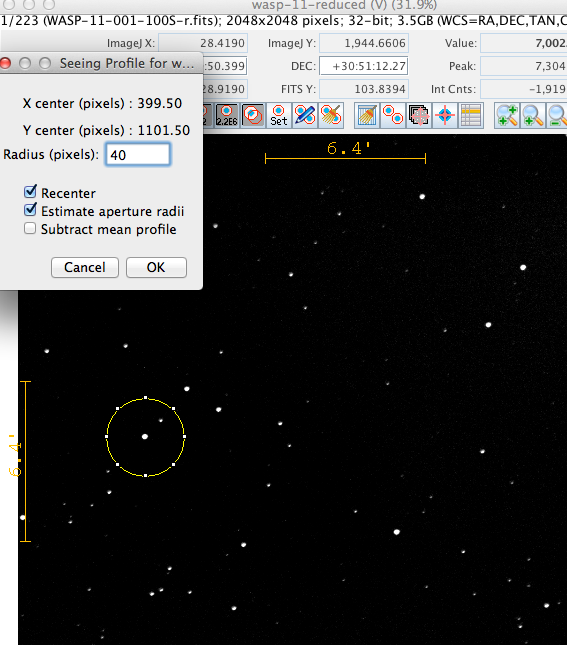 wasp-11-reduced (V) (31.9%)
1/223 (WASP-11-001-100S-r.fits); 2048x2048 pixels; 32-bit; 3.5GB (WCS=RA,DEC,TAN,C
ImageJ X: 28.4190 ImageJ Y: 1,944.6606 Value: 7,002.
Seeing Profile for w... :50.399 DEC: +30:51:12.27 Peak: 7,304
28.9190 FITS Y: 103.8394 Int Cnts: -1,919
X center (pixels) : 399.50
2.2E6 Set
Y center (pixels) : 1101.50
Radius (pixels): 40
6.4'
Recenter
Estimate aperture radii
Subtract mean profile
Cancel OK
6.4'